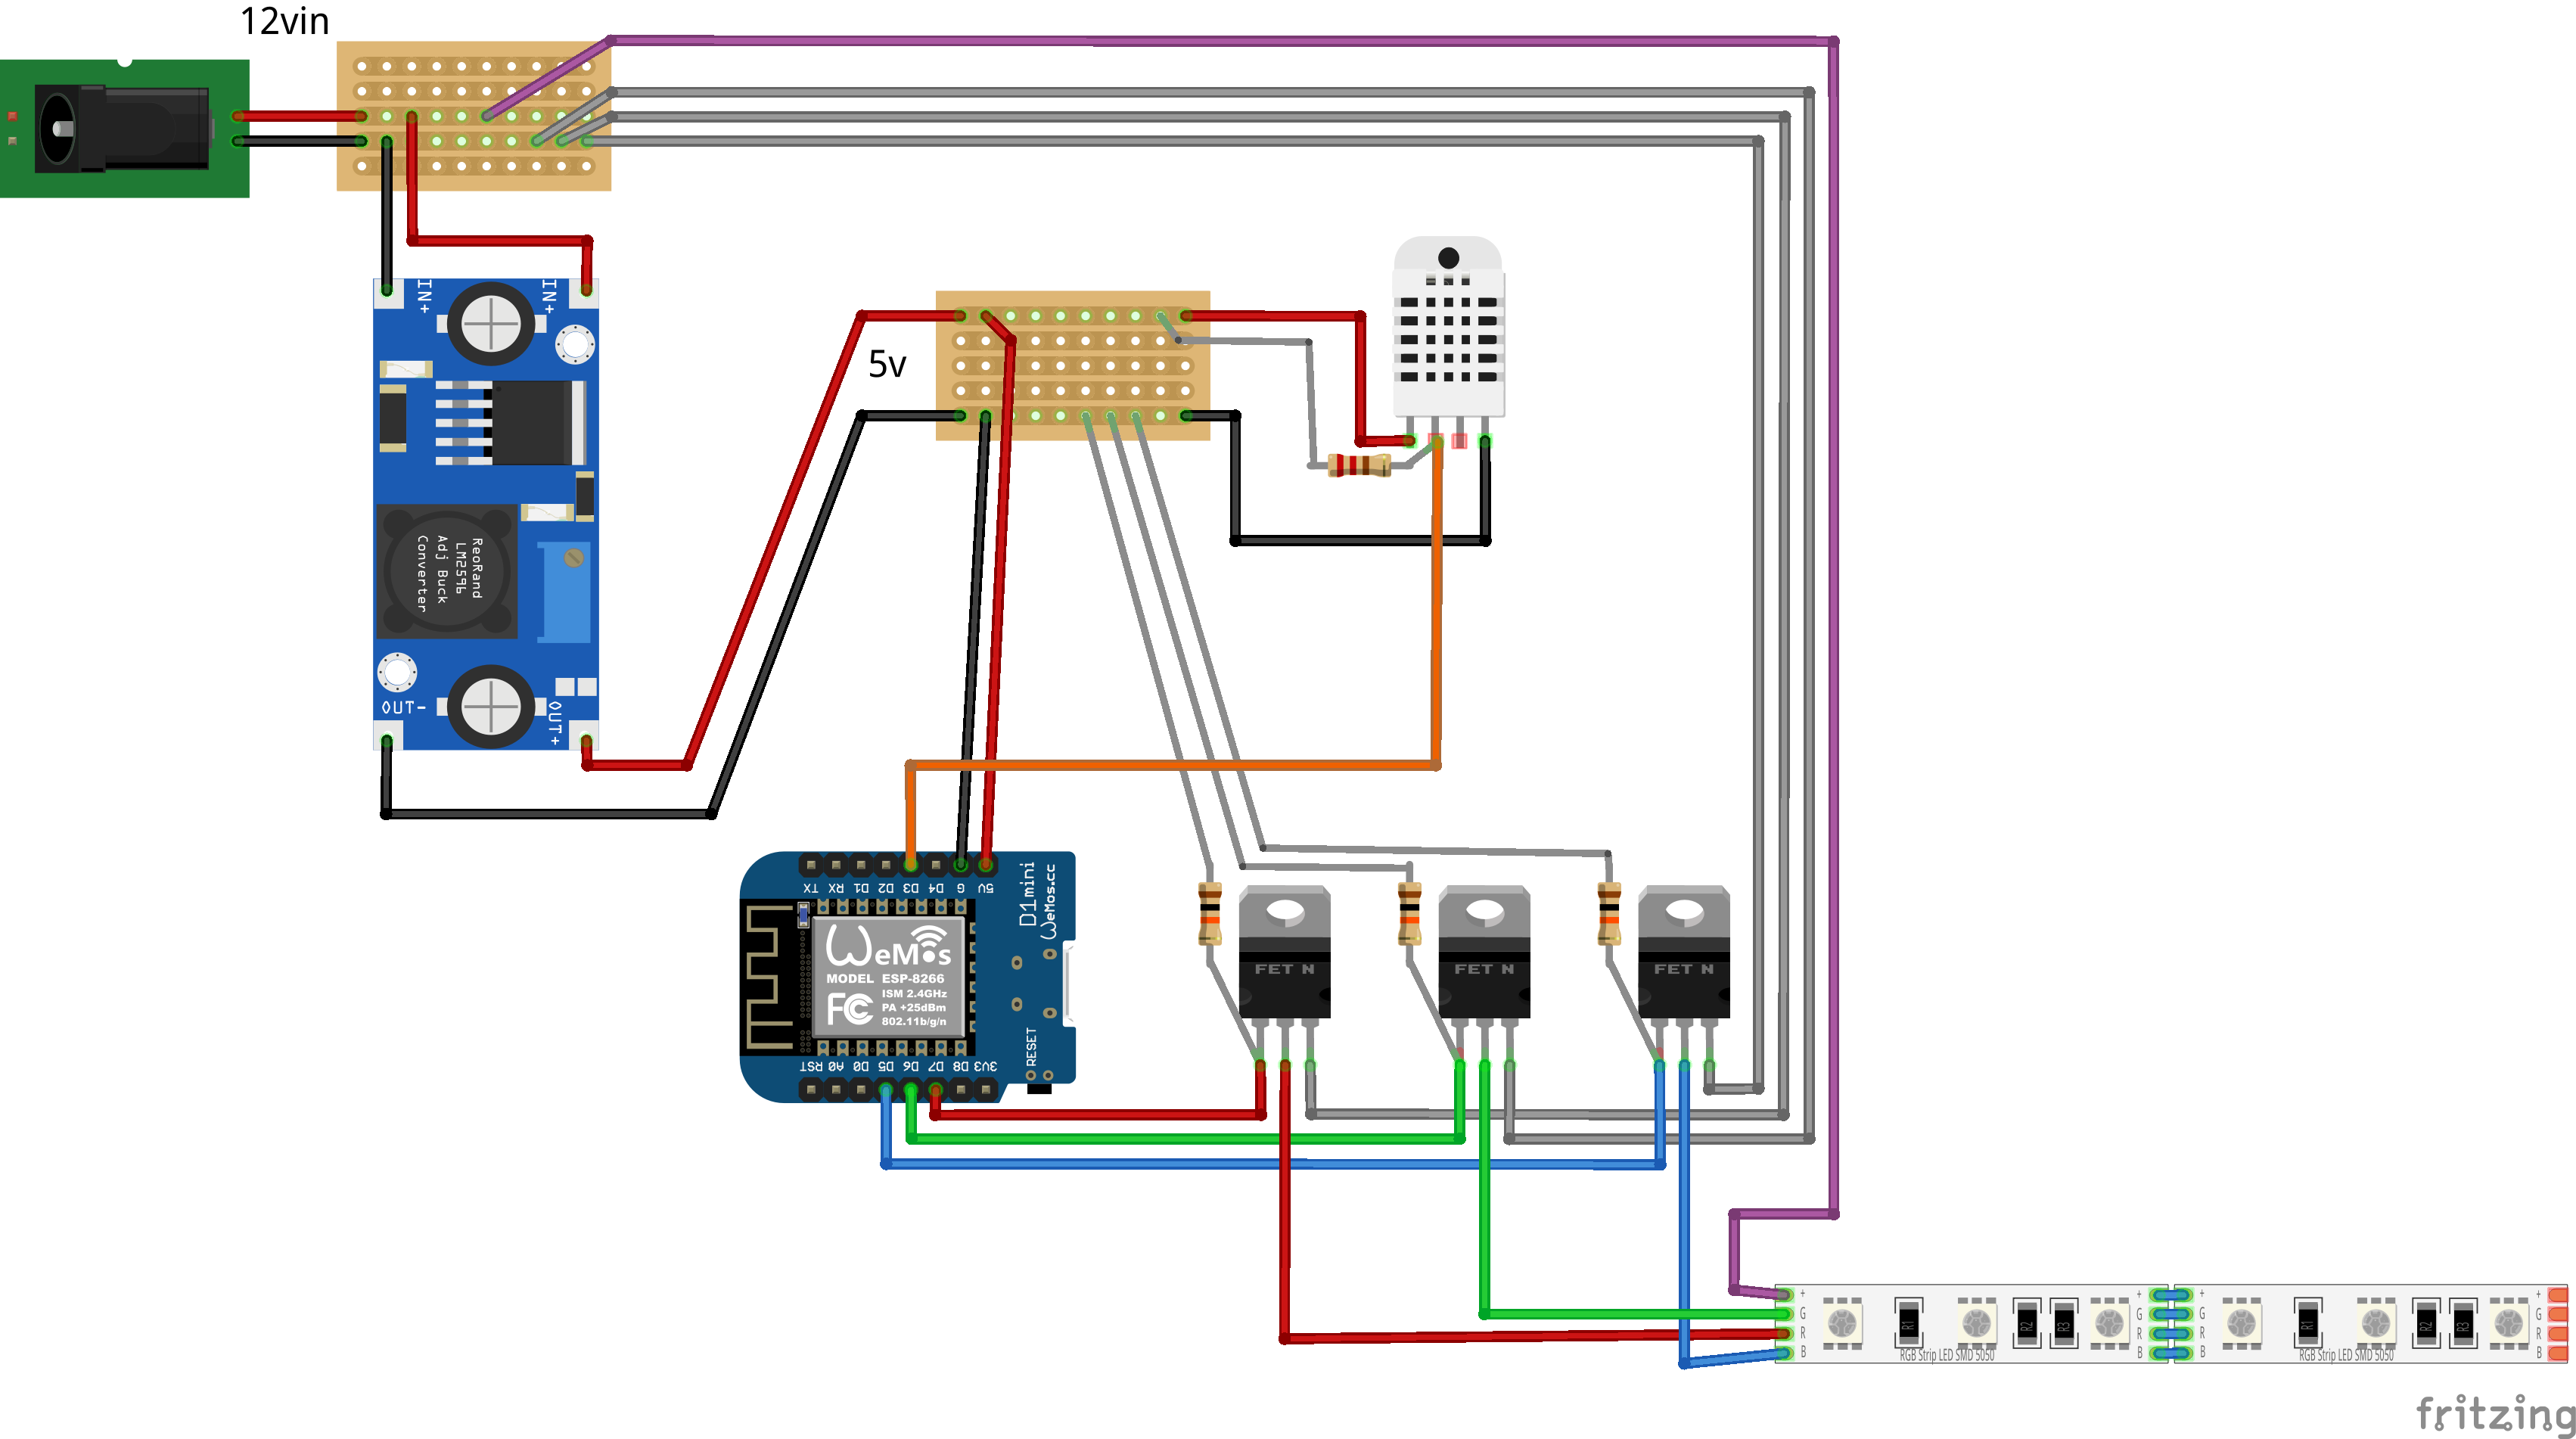 12vin
IN+
IN+
5v
ReoRand
LM2596
Adj Buck
Converter
OUT-
OUT+
TX RX D1 D2 D3 D4 G 5V
D1 mini
WeMos.cc
WeMos
MODEL ESP-8266
ISM 2.4GHz
PA +25dBm
802.11b/g/n
FC
RESET
RST A0 D0 D5 D6 D7 D8 3V3
FET N
FET N
FET N
+
G
R
B
R1
R2
R3
RGB Strip LED SMD 5050
+
G
R
B
+
G
R
B
R1
R2
R3
RGB Strip LED SMD 5050
+
G
R
B
fritzing